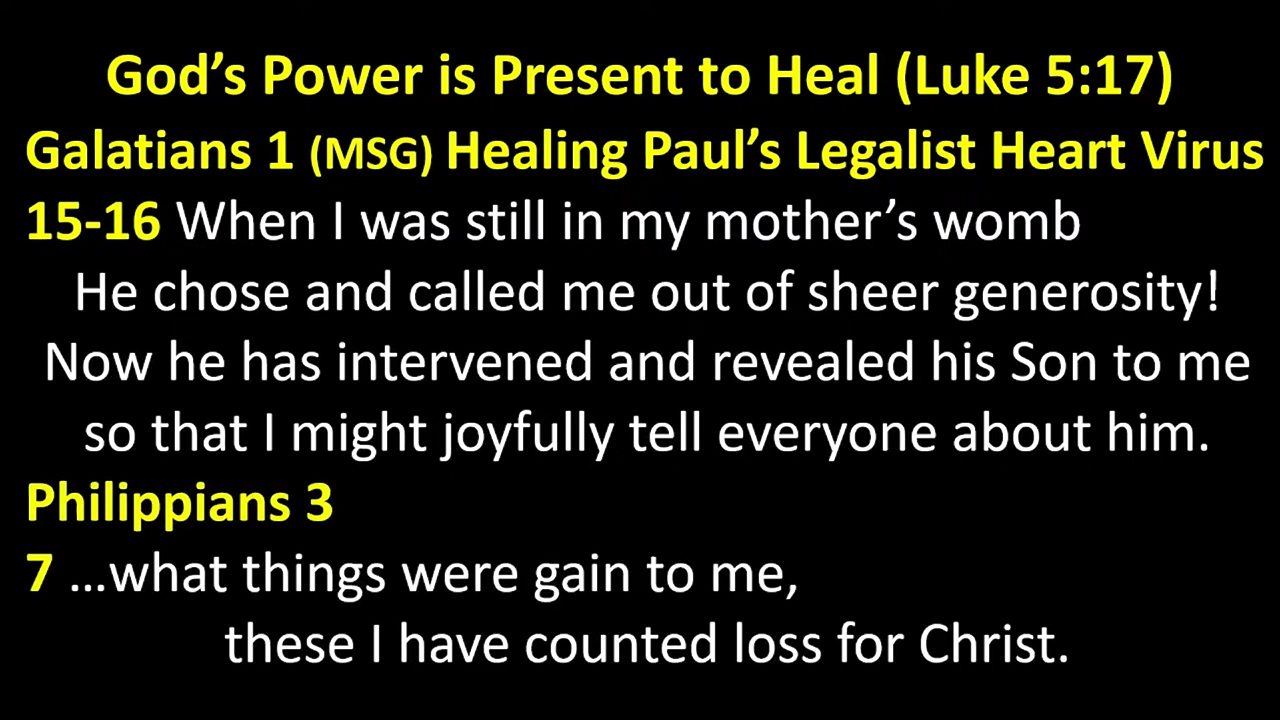 God’s Power is Present to Heal (Luke 5:17)
Galatians 1 (MSG) Healing Paul’s Legalist Heart Virus
15-16 When I was still in my mother’s womb
He chose and called me out of sheer generosity!
Now he has intervened and revealed his Son to me
so that I might joyfully tell everyone about him.
Philippians 3
7 …what things were gain to me,
these I have counted loss for Christ.